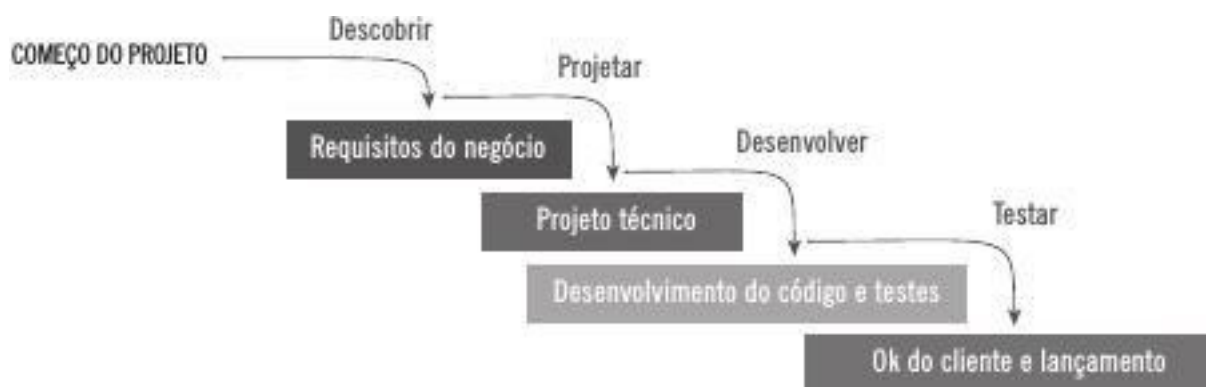 Descobrir
COMEÇO DO PROJETO
Projetar
Requisitos do negócio
Desenvolver
Projeto técnico
Testar
Desenvolvimento do código e testes
Ok do cliente e lançamento